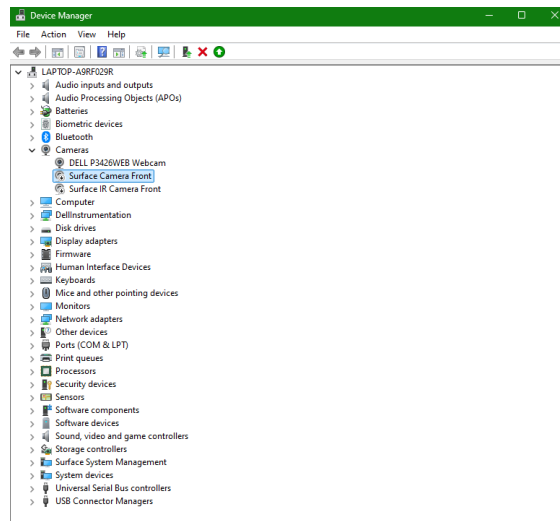 Device Manager
File Action View Help
LAPTOP-A9RF029R
Audio inputs and outputs
Audio Processing Objects (APOs)
Batteries
Biometric devices
Bluetooth
Cameras
DELL P3426WEB Webcam
Surface Camera Front
Surface IR Camera Front
Computer
DellInstrumentation
Disk drives
Display adapters
Firmware
Human Interface Devices
Keyboards
Mice and other pointing devices
Monitors
Network adapters
Other devices
Ports (COM & LPT)
Print queues
Processors
Security devices
Sensors
Software components
Software devices
Sound, video and game controllers
Storage controllers
Surface System Management
System devices
Universal Serial Bus controllers
USB Connector Managers